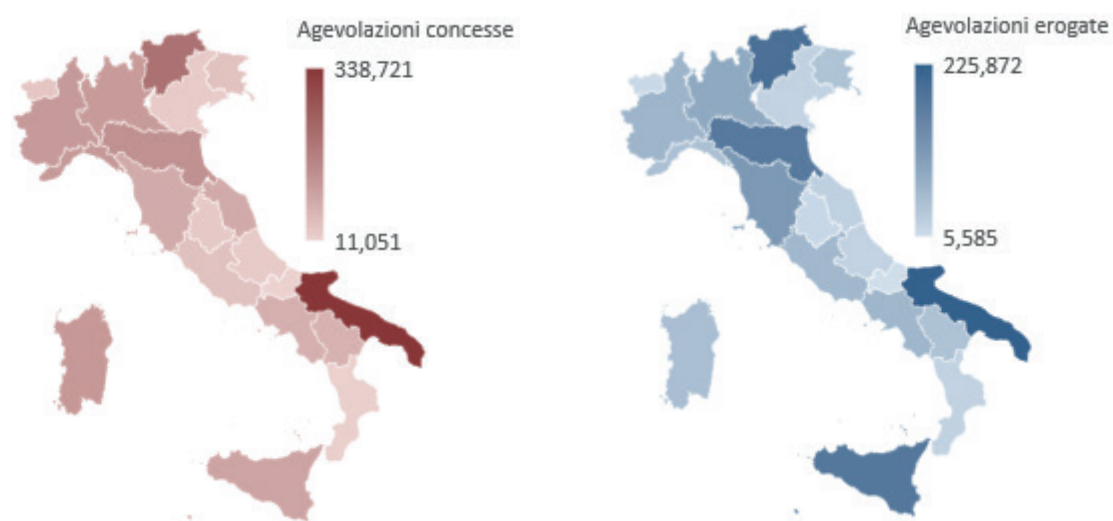 Agevolazioni concesse
338,721
11,051
Agevolazioni erogate
225,872
5,585